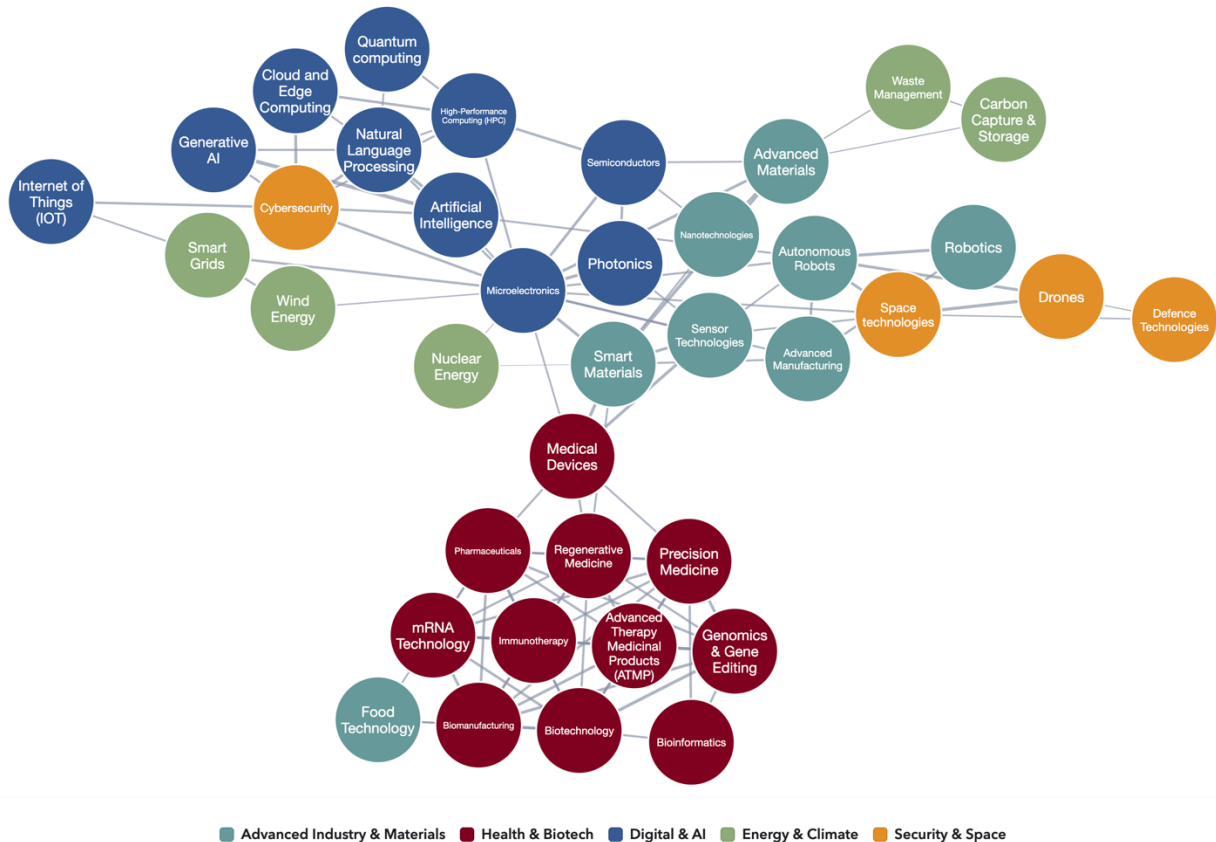 Quantum
computing
Cloud and
Edge
Computing
High-Performance
Computing (HPC)
Waste
Management
Carbon
Capture &
Storage
Generative
AI
Natural
Language
Processing
Semiconductors
Advanced
Materials
Internet of
Things
(IOT)
Cybersecurity
Artificial
Intelligence
Nanotechnologies
Smart
Grids
Photonics
Autonomous
Robots
Robotics
Wind
Energy
Microelectronics
Space
technologies
Drones
Defence
Technologies
Sensor
Technologies
Nuclear
Energy
Smart
Materials
Advanced
Manufacturing
Medical
Devices
Pharmaceuticals
Regenerative
Medicine
Precision
Medicine
mRNA
Technology
Immunotherapy
Advanced
Therapy
Medicinal
Products
(ATMP)
Genomics
& Gene
Editing
Food
Technology
Biomanufacturing
Biotechnology
Bioinformatics
Advanced Industry & Materials Health & Biotech Digital & AI Energy & Climate Security & Space